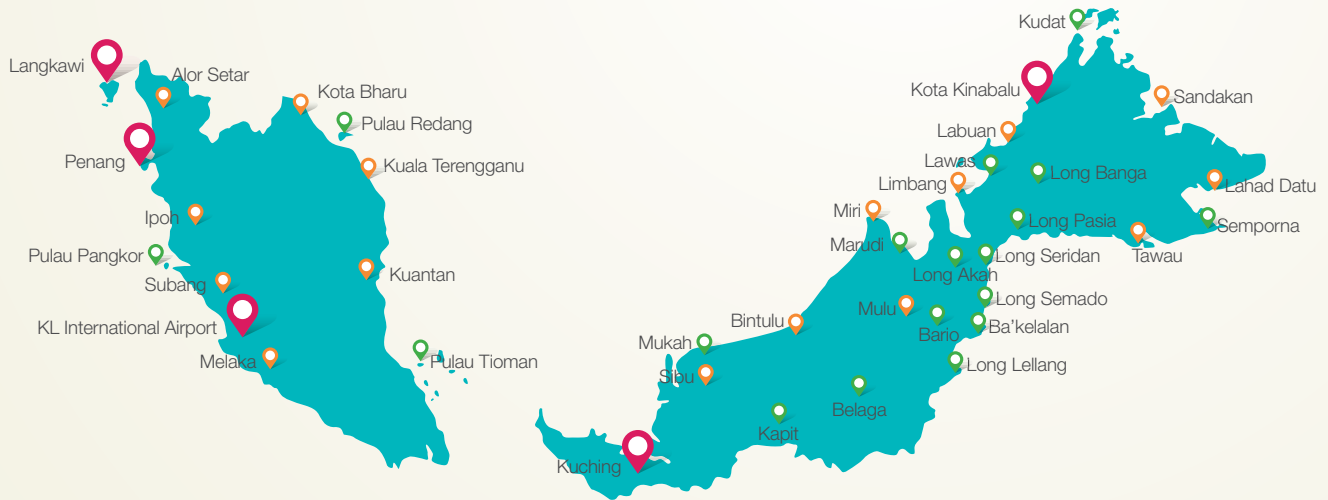 Langkawi
Alor Setar
Kota Bharu
Pulau Redang
Penang
Kuala Terengganu
Ipoh
Pulau Pangkor
Subang
Kuantan
KL International Airport
Melaka
Pulau Tioman
Kudat
Kota Kinabalu
Sandakan
Labuan
Lawas
Long Banga
Limbang
Lahad Datu
Miri
Long Pasia
Semporna
Marudi
Long Seridan
Tawau
Long Akah
Long Semado
Mulu
Bintulu
Ba'kelalan
Bario
Mukah
Long Lellang
Sibu
Belaga
Kapit
Kuching